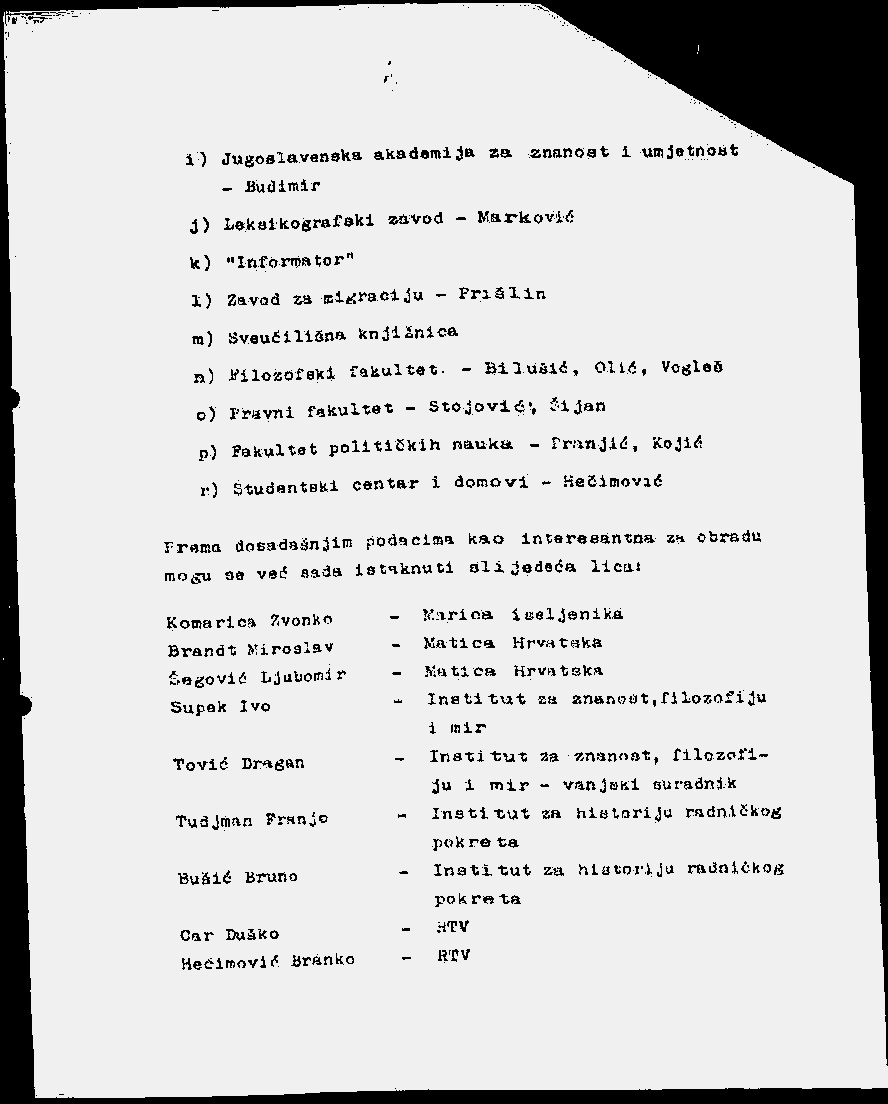 i) Jugoslavenska akademija za znanost i umjetnost
- Budimir
j) Leksikografski zavod - Marković
k) "Informator"
l) Zavod za migraciju - Prišlin
m) Sveučilišna knjižnica
n) Filozofski fakultet. - Bilušić, Olić, Vogleš
o) Pravni fakultet - Stojović, Šijan
p) Fakultet političkih nauka - Franjić, Kojić
r) Studentski centar i domovi - Hećimović
Prema dosadašnjim podacima kao interesantna za obradu
mogu se već sada istaknuti slijedeća lica:
Komarica Zvonko - Marica iseljenika
Brandt Miroslav - Matica Hrvatska
Šegović Ljubomir - Matica Hrvatska
Supek Ivo - Institut za znanost,filozofiju
i mir
Tović Dragan - Institut za znanost, filozofi-
ju i mir - vanjski suradnik
Tudjman Franjo - Institut za historiju radničkog
pokreta
Bušić Bruno - Institut za historiju radničkog
pokreta
Car Duško - RTV
Hećimović Branko - RTV